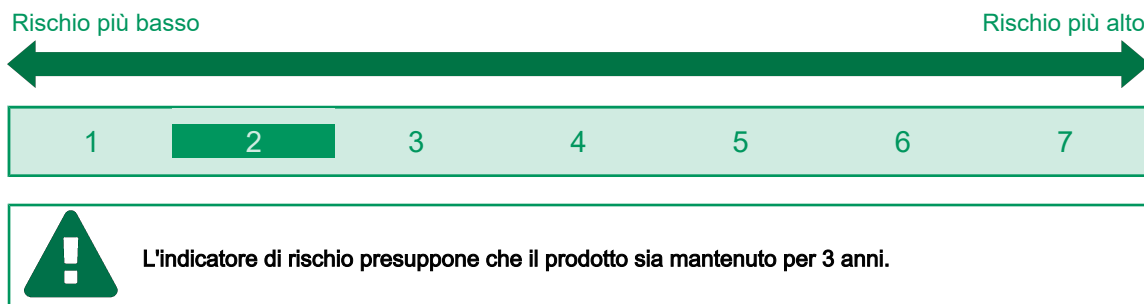 Rischio più basso Rischio più alto
1 2 3 4 5 6 7
L'indicatore di rischio presuppone che il prodotto sia mantenuto per 3 anni.